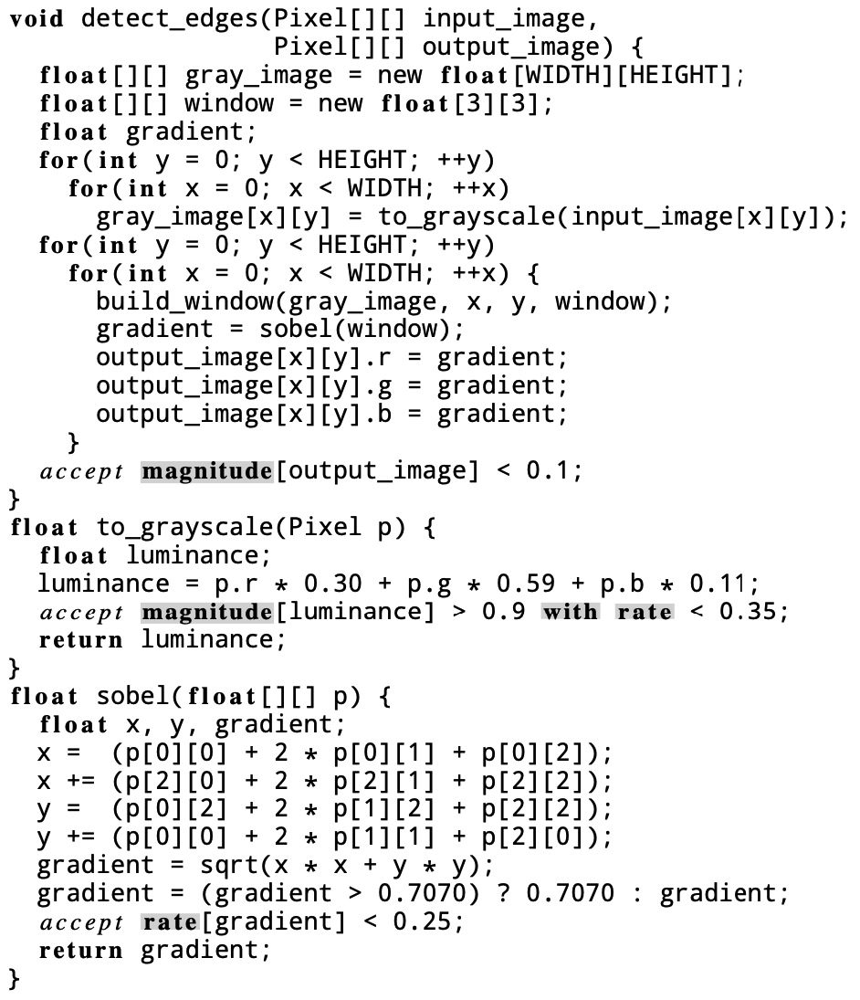 void detect_edges(Pixel[][] input_image,
                  Pixel[][] output_image) {
  float[][] gray_image = new float[WIDTH][HEIGHT];
  float[][] window = new float[3][3];
  float gradient;
  for(int y = 0; y < HEIGHT; ++y)
    for(int x = 0; x < WIDTH; ++x)
      gray_image[x][y] = to_grayscale(input_image[x][y]);
  for(int y = 0; y < HEIGHT; ++y)
    for(int x = 0; x < WIDTH; ++x) {
      build_window(gray_image, x, y, window);
      gradient = sobel(window);
      output_image[x][y].r = gradient;
      output_image[x][y].g = gradient;
      output_image[x][y].b = gradient;
    }
  accept magnitude[output_image] < 0.1;
}
float to_grayscale(Pixel p) {
  float luminance;
  luminance = p.r * 0.30 + p.g * 0.59 + p.b * 0.11;
  accept magnitude[luminance] > 0.9 with rate < 0.35;
  return luminance;
}
float sobel(float[][] p) {
  float x, y, gradient;
  x =  (p[0][0] + 2 * p[0][1] + p[0][2]);
  x += (p[2][0] + 2 * p[2][1] + p[2][2]);
  y =  (p[0][2] + 2 * p[1][2] + p[2][2]);
  y += (p[0][0] + 2 * p[1][1] + p[2][0]);
  gradient = sqrt(x * x + y * y);
  gradient = (gradient > 0.7070) ? 0.7070 : gradient;
  accept rate[gradient] < 0.25;
  return gradient;
}